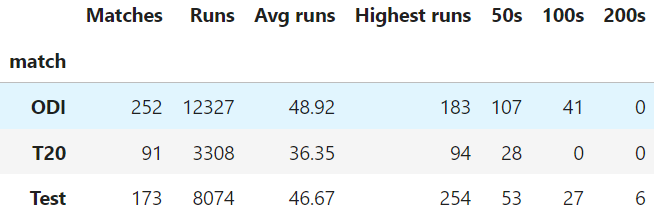 Matches Runs Avg runs Highest runs 50s 100s 200s
match
ODI 252 12327 48.92 183 107 41 0
T20 91 3308 36.35 94 28 0 0
Test 173 8074 46.67 254 53 27 6